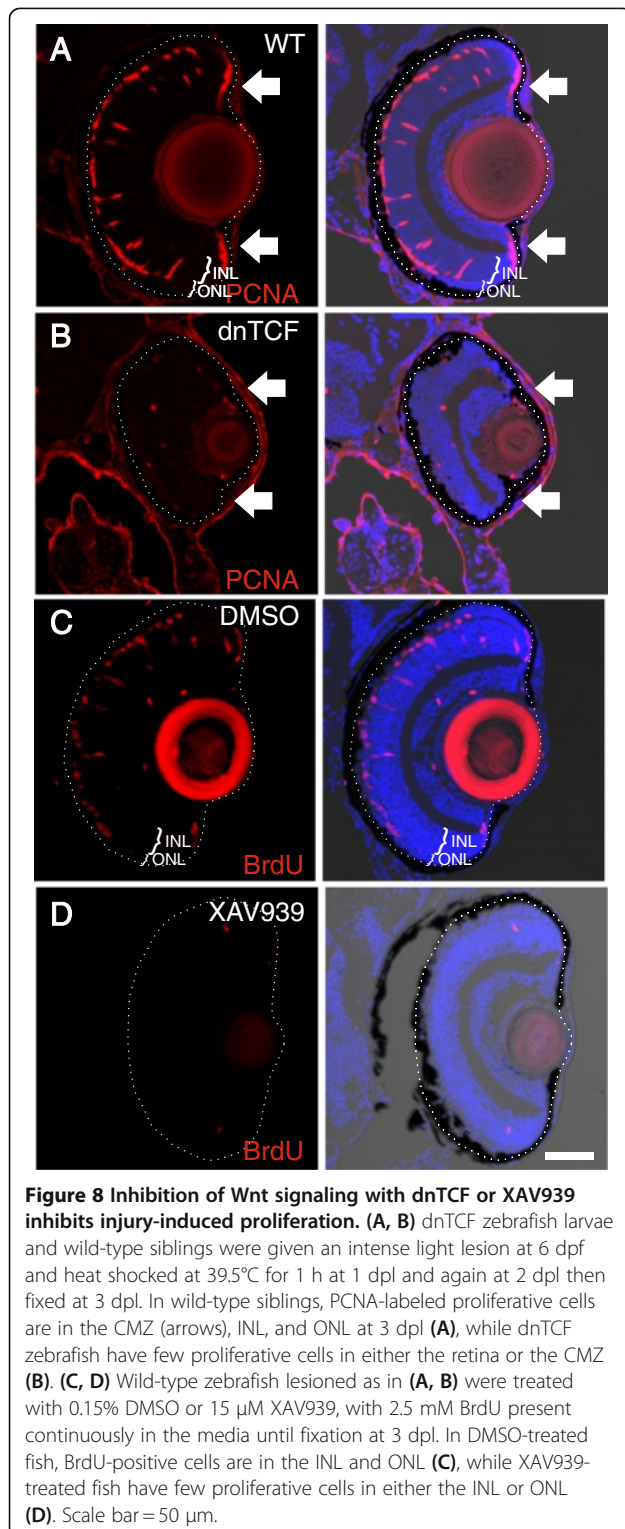 A
WT
INL
ONL
PCNA
INL
ONL
B
dnTCF
PCNA
C
DMSO
INL
ONL
BrdU
INL
ONL
D
XAV939
BrdU
Figure 8 Inhibition of Wnt signaling with dnTCF or XAV939
inhibits injury-induced proliferation. (A, B) dnTCF zebrafish larvae
and wild-type siblings were given an intense light lesion at 6 dpf
and heat shocked at 39.5°C for 1 h at 1 dpl and again at 2 dpl then
fixed at 3 dpl. In wild-type siblings, PCNA-labeled proliferative cells
are in the CMZ (arrows), INL, and ONL at 3 dpl (A), while dnTCF
zebrafish have few proliferative cells in either the retina or the CMZ
(B). (C, D) Wild-type zebrafish lesioned as in (A, B) were treated
with 0.15% DMSO or 15 μM XAV939, with 2.5 mM BrdU present
continuously in the media until fixation at 3 dpl. In DMSO-treated
fish, BrdU-positive cells are in the INL and ONL (C), while XAV939-
treated fish have few proliferative cells in either the INL or ONL
(D). Scale bar = 50 μm.